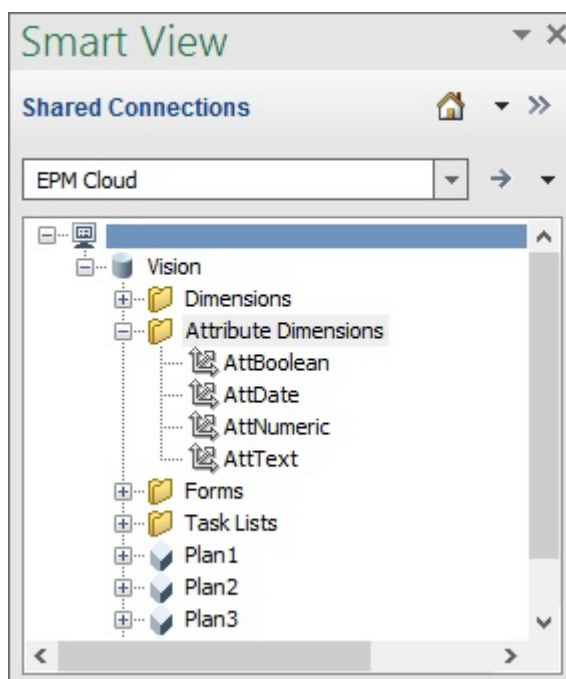 Smart View
Shared Connections
EPM Cloud
Vision
Dimensions
Attribute Dimensions
AttBoolean
AttDate
AttNumeric
AttText
Forms
Task Lists
Plan1
Plan2
Plan3